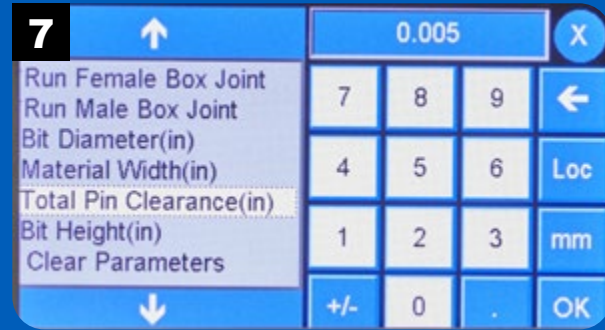 7
0.005
X
Run Female Box Joint
Run Male Box Joint
Bit Diameter(in)
Material Width(in)
Total Pin Clearance(in)
Bit Height(in)
Clear Parameters
7 8 9
4 5 6 Loc
1 2 3 mm
+/- 0 . OK